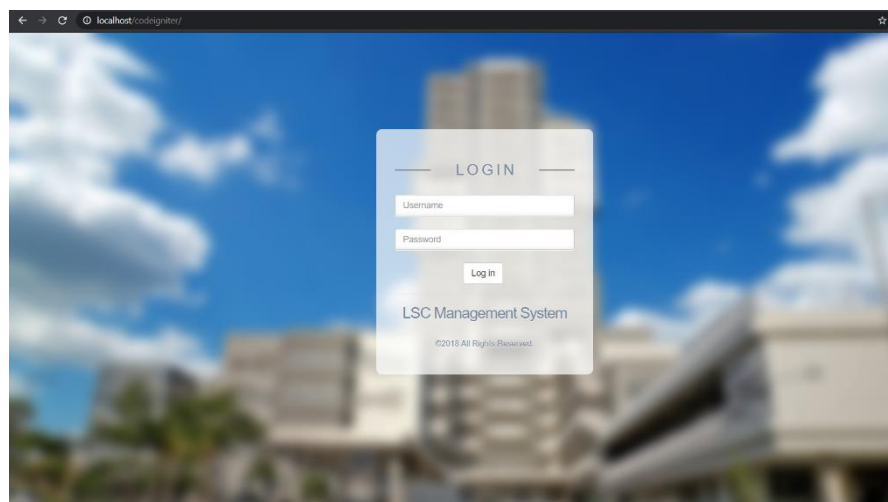 localhost/codeigniter/
LOGIN
Username
Password
Log in
LSC Management System
©2018 All Rights Reserved.